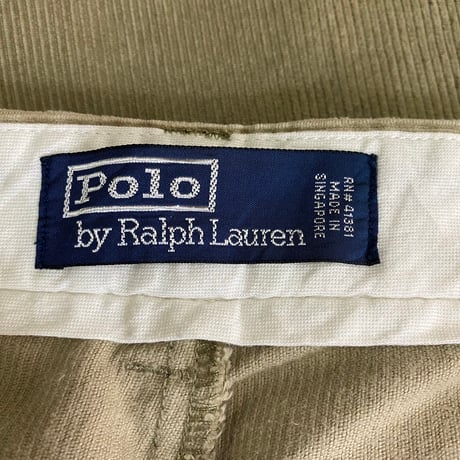 Polo
by Ralph Lauren
RN#41381
MADE IN
SINGAPORE